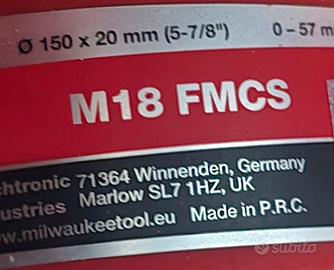 Ø 150 x 20 mm (5-7/8") 0 – 57 m
M18 FMCS
chtronic 71364 Winnenden, Germany
ustries Marlow SL7 1HZ, UK
w.milwaukeetool.eu Made in P.R.C.
subito